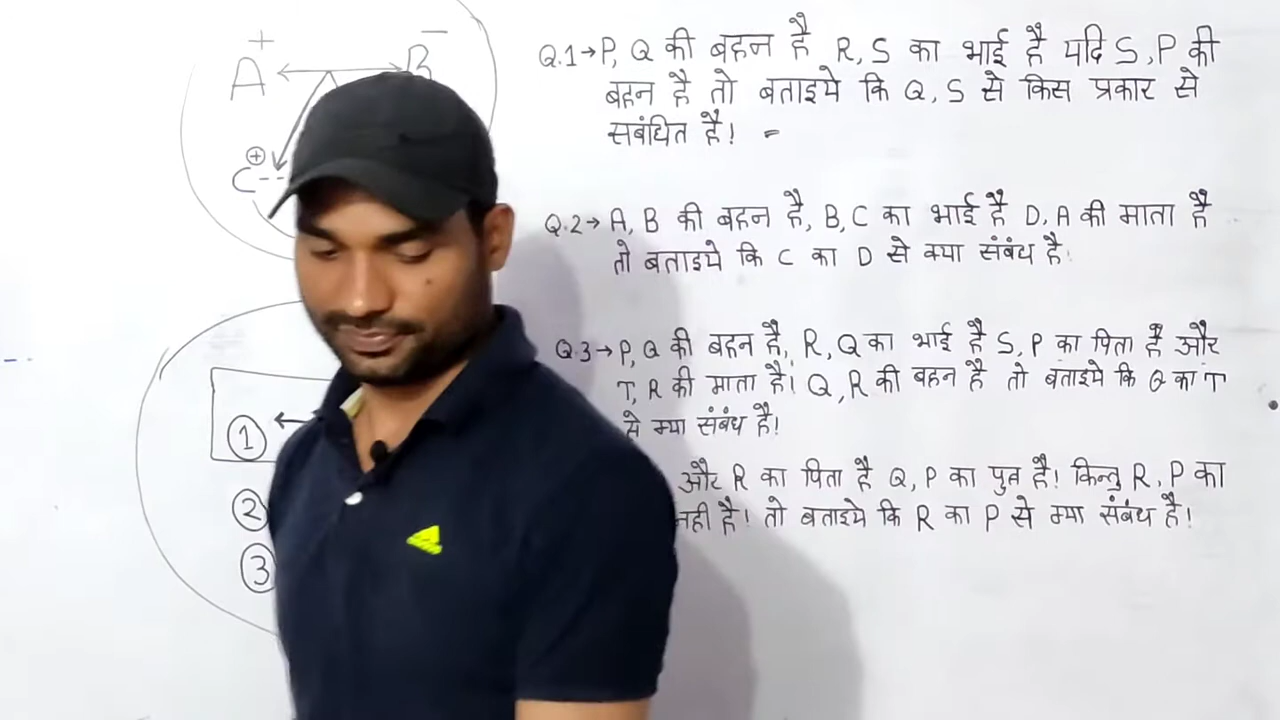 +
A
B
C
①
②
③
Q.1→ P, Q की बहन है R, S का भाई है यदि S, P की
बहन है तो बताइये कि Q, S से किस प्रकार से
सबंधित है! =
Q.2→ A, B की बहन है, B, C का भाई है D, A की माता है
तो बताइये कि C का D से क्या संबंध है!
Q.3→ P, Q की बहन है, R, Q का भाई है S, P का पिता है और
T, R की माता है! Q, R की बहन है तो बताइये कि Q का T
से क्या संबंध है!
और R का पिता है Q, P का पुत्र है! किन्तु R, P का
नही है! तो बताइये कि R का P से क्या संबंध है!